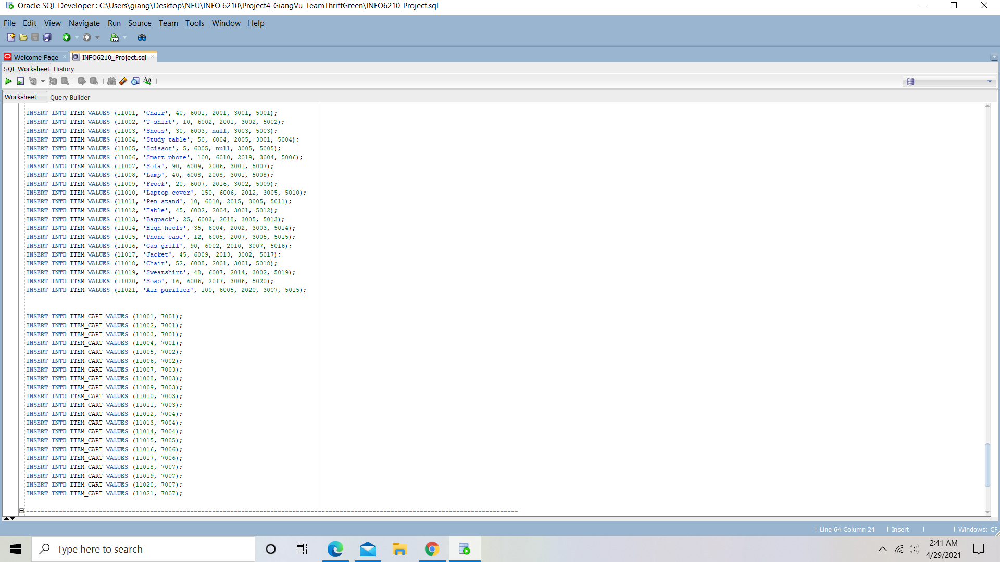 Oracle SQL Developer : C:\Users\giang\Desktop\NEU\INFO 6210\Project4_GiangVu_TeamThriftGreen\INFO6210_Project.sql
File Edit View Navigate Run Source Team Tools Window Help
Welcome Page INFO6210_Project.sql
SQL Worksheet History
Worksheet Query Builder
INSERT INTO ITEM VALUES (11001, 'Chair', 40, 6001, 2001, 3001, 5001);
INSERT INTO ITEM VALUES (11002, 'T-shirt', 10, 6002, 2001, 3002, 5002);
INSERT INTO ITEM VALUES (11003, 'Shoes', 30, 6003, null, 3003, 5003);
INSERT INTO ITEM VALUES (11004, 'Study table', 50, 6004, 2005, 3001, 5004);
INSERT INTO ITEM VALUES (11005, 'Scissor', 5, 6005, null, 3005, 5005);
INSERT INTO ITEM VALUES (11006, 'Smart phone', 100, 6010, 2019, 3004, 5006);
INSERT INTO ITEM VALUES (11007, 'Sofa', 90, 6009, 2006, 3001, 5007);
INSERT INTO ITEM VALUES (11008, 'Lamp', 40, 6008, 2008, 3001, 5008);
INSERT INTO ITEM VALUES (11009, 'Frock', 20, 6007, 2016, 3002, 5009);
INSERT INTO ITEM VALUES (11010, 'Laptop cover', 150, 6006, 2012, 3005, 5010);
INSERT INTO ITEM VALUES (11011, 'Pen stand', 10, 6010, 2015, 3005, 5011);
INSERT INTO ITEM VALUES (11012, 'Table', 45, 6002, 2004, 3001, 5012);
INSERT INTO ITEM VALUES (11013, 'Bagpack', 25, 6003, 2018, 3005, 5013);
INSERT INTO ITEM VALUES (11014, 'High heels', 35, 6004, 2002, 3003, 5014);
INSERT INTO ITEM VALUES (11015, 'Phone case', 12, 6005, 2007, 3005, 5015);
INSERT INTO ITEM VALUES (11016, 'Gas grill', 90, 6002, 2010, 3007, 5016);
INSERT INTO ITEM VALUES (11017, 'Jacket', 45, 6009, 2013, 3002, 5017);
INSERT INTO ITEM VALUES (11018, 'Chair', 52, 6008, 2001, 3001, 5018);
INSERT INTO ITEM VALUES (11019, 'Sweatshirt', 48, 6007, 2014, 3002, 5019);
INSERT INTO ITEM VALUES (11020, 'Soap', 16, 6006, 2017, 3006, 5020);
INSERT INTO ITEM VALUES (11021, 'Air purifier', 100, 6005, 2020, 3007, 5015);
INSERT INTO ITEM_CART VALUES (11001, 7001);
INSERT INTO ITEM_CART VALUES (11002, 7001);
INSERT INTO ITEM_CART VALUES (11003, 7001);
INSERT INTO ITEM_CART VALUES (11004, 7001);
INSERT INTO ITEM_CART VALUES (11005, 7002);
INSERT INTO ITEM_CART VALUES (11006, 7002);
INSERT INTO ITEM_CART VALUES (11007, 7003);
INSERT INTO ITEM_CART VALUES (11008, 7003);
INSERT INTO ITEM_CART VALUES (11009, 7003);
INSERT INTO ITEM_CART VALUES (11010, 7003);
INSERT INTO ITEM_CART VALUES (11011, 7003);
INSERT INTO ITEM_CART VALUES (11012, 7004);
INSERT INTO ITEM_CART VALUES (11013, 7004);
INSERT INTO ITEM_CART VALUES (11014, 7004);
INSERT INTO ITEM_CART VALUES (11015, 7005);
INSERT INTO ITEM_CART VALUES (11016, 7006);
INSERT INTO ITEM_CART VALUES (11017, 7006);
INSERT INTO ITEM_CART VALUES (11018, 7007);
INSERT INTO ITEM_CART VALUES (11019, 7007);
INSERT INTO ITEM_CART VALUES (11020, 7007);
INSERT INTO ITEM_CART VALUES (11021, 7007);
Line 64 Column 24 Insert Windows: CR
Type here to search
2:41 AM
4/29/2021